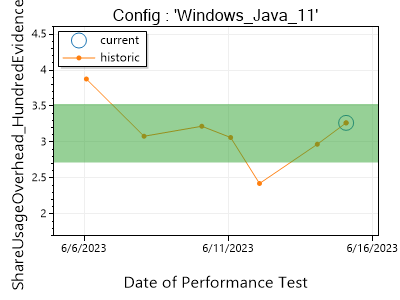 Config : 'Windows_Java_11'
ShareUsageOverhead_HundredEvidence
current
historic
4.5
4
3.5
3
2.5
2
6/6/2023
6/11/2023
6/16/2023
Date of Performance Test